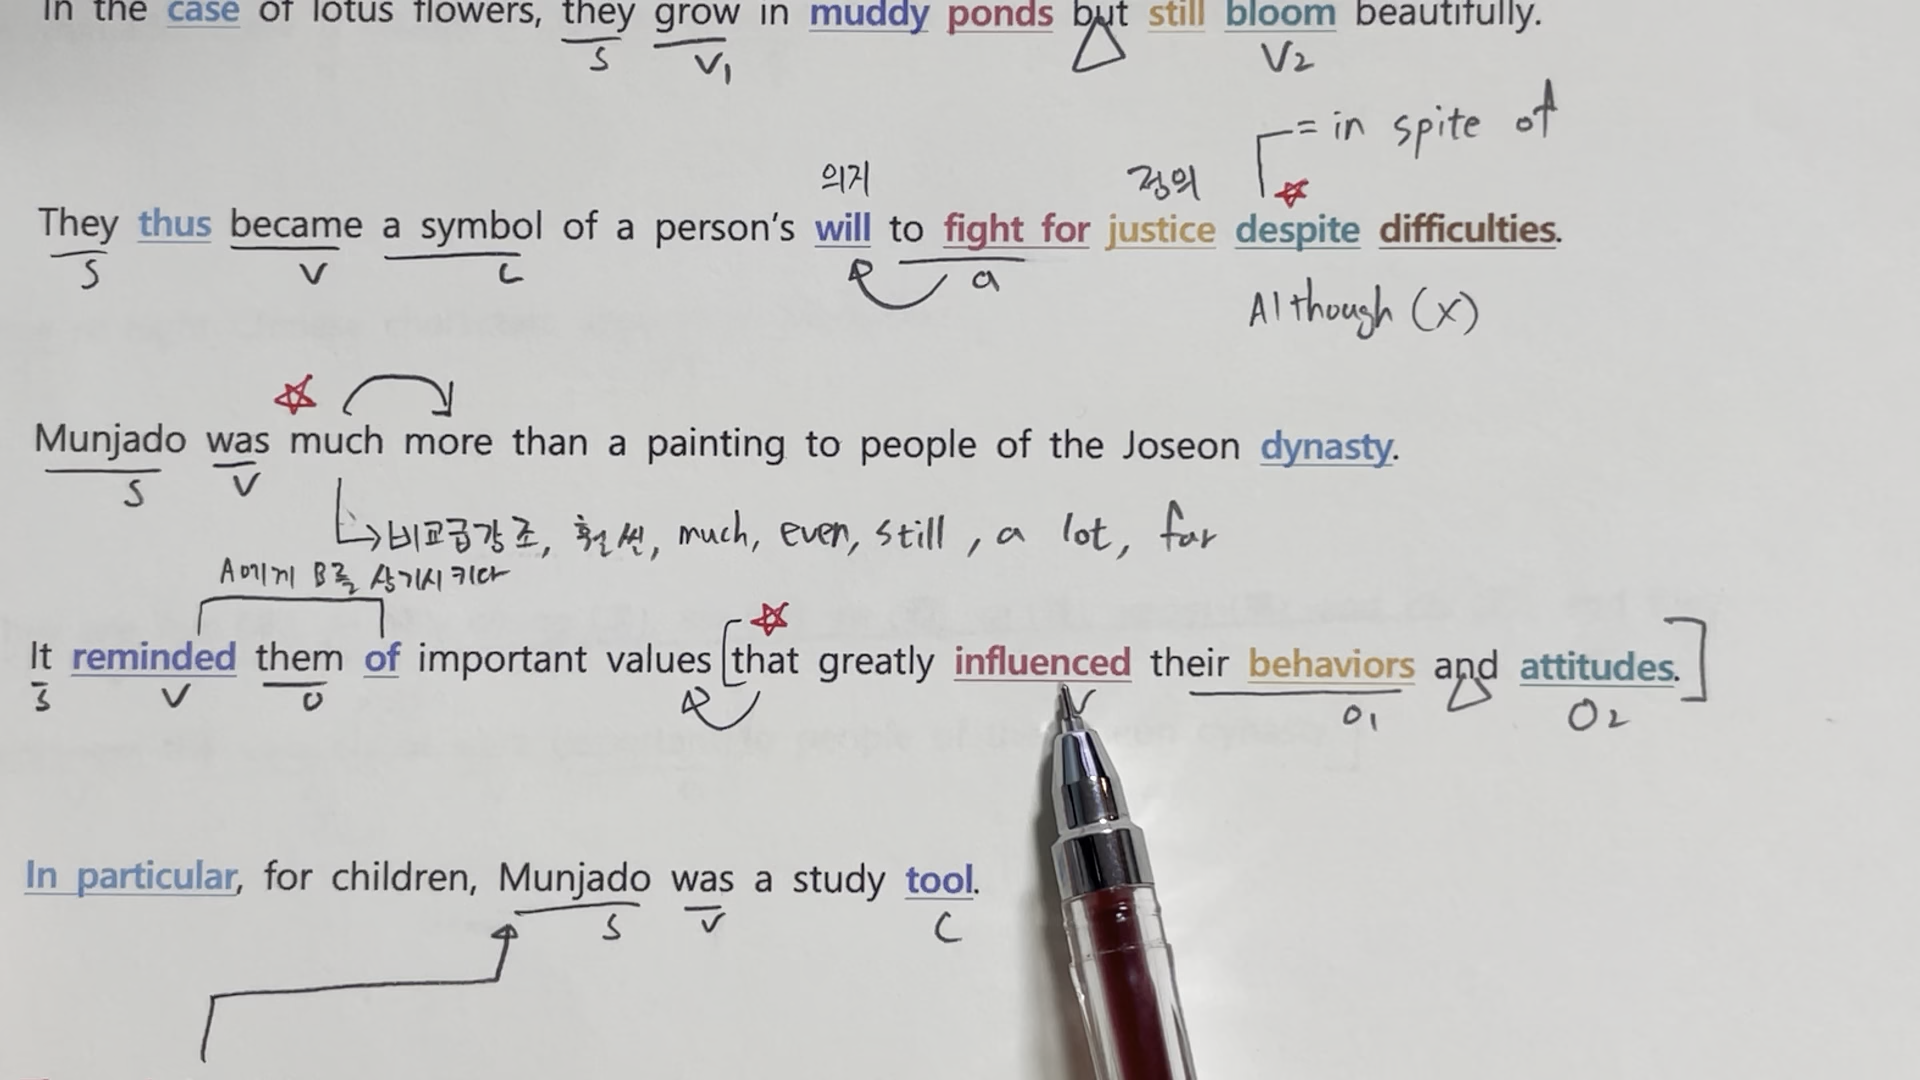 In the case of lotus flowers, they grow in muddy ponds but still bloom beautifully.
S V1 V2
= in spite of
의지 정의
They thus became a symbol of a person's will to fight for justice despite difficulties.
S V C a
Although (X)
Munjado was much more than a painting to people of the Joseon dynasty.
S V
비교급강조, 훨씬, much, even, still, a lot, far
A에게 B를 상기시키다
It reminded them of important values [that greatly influenced their behaviors and attitudes.]
S V O V O1 O2
In particular, for children, Munjado was a study tool.
S V C